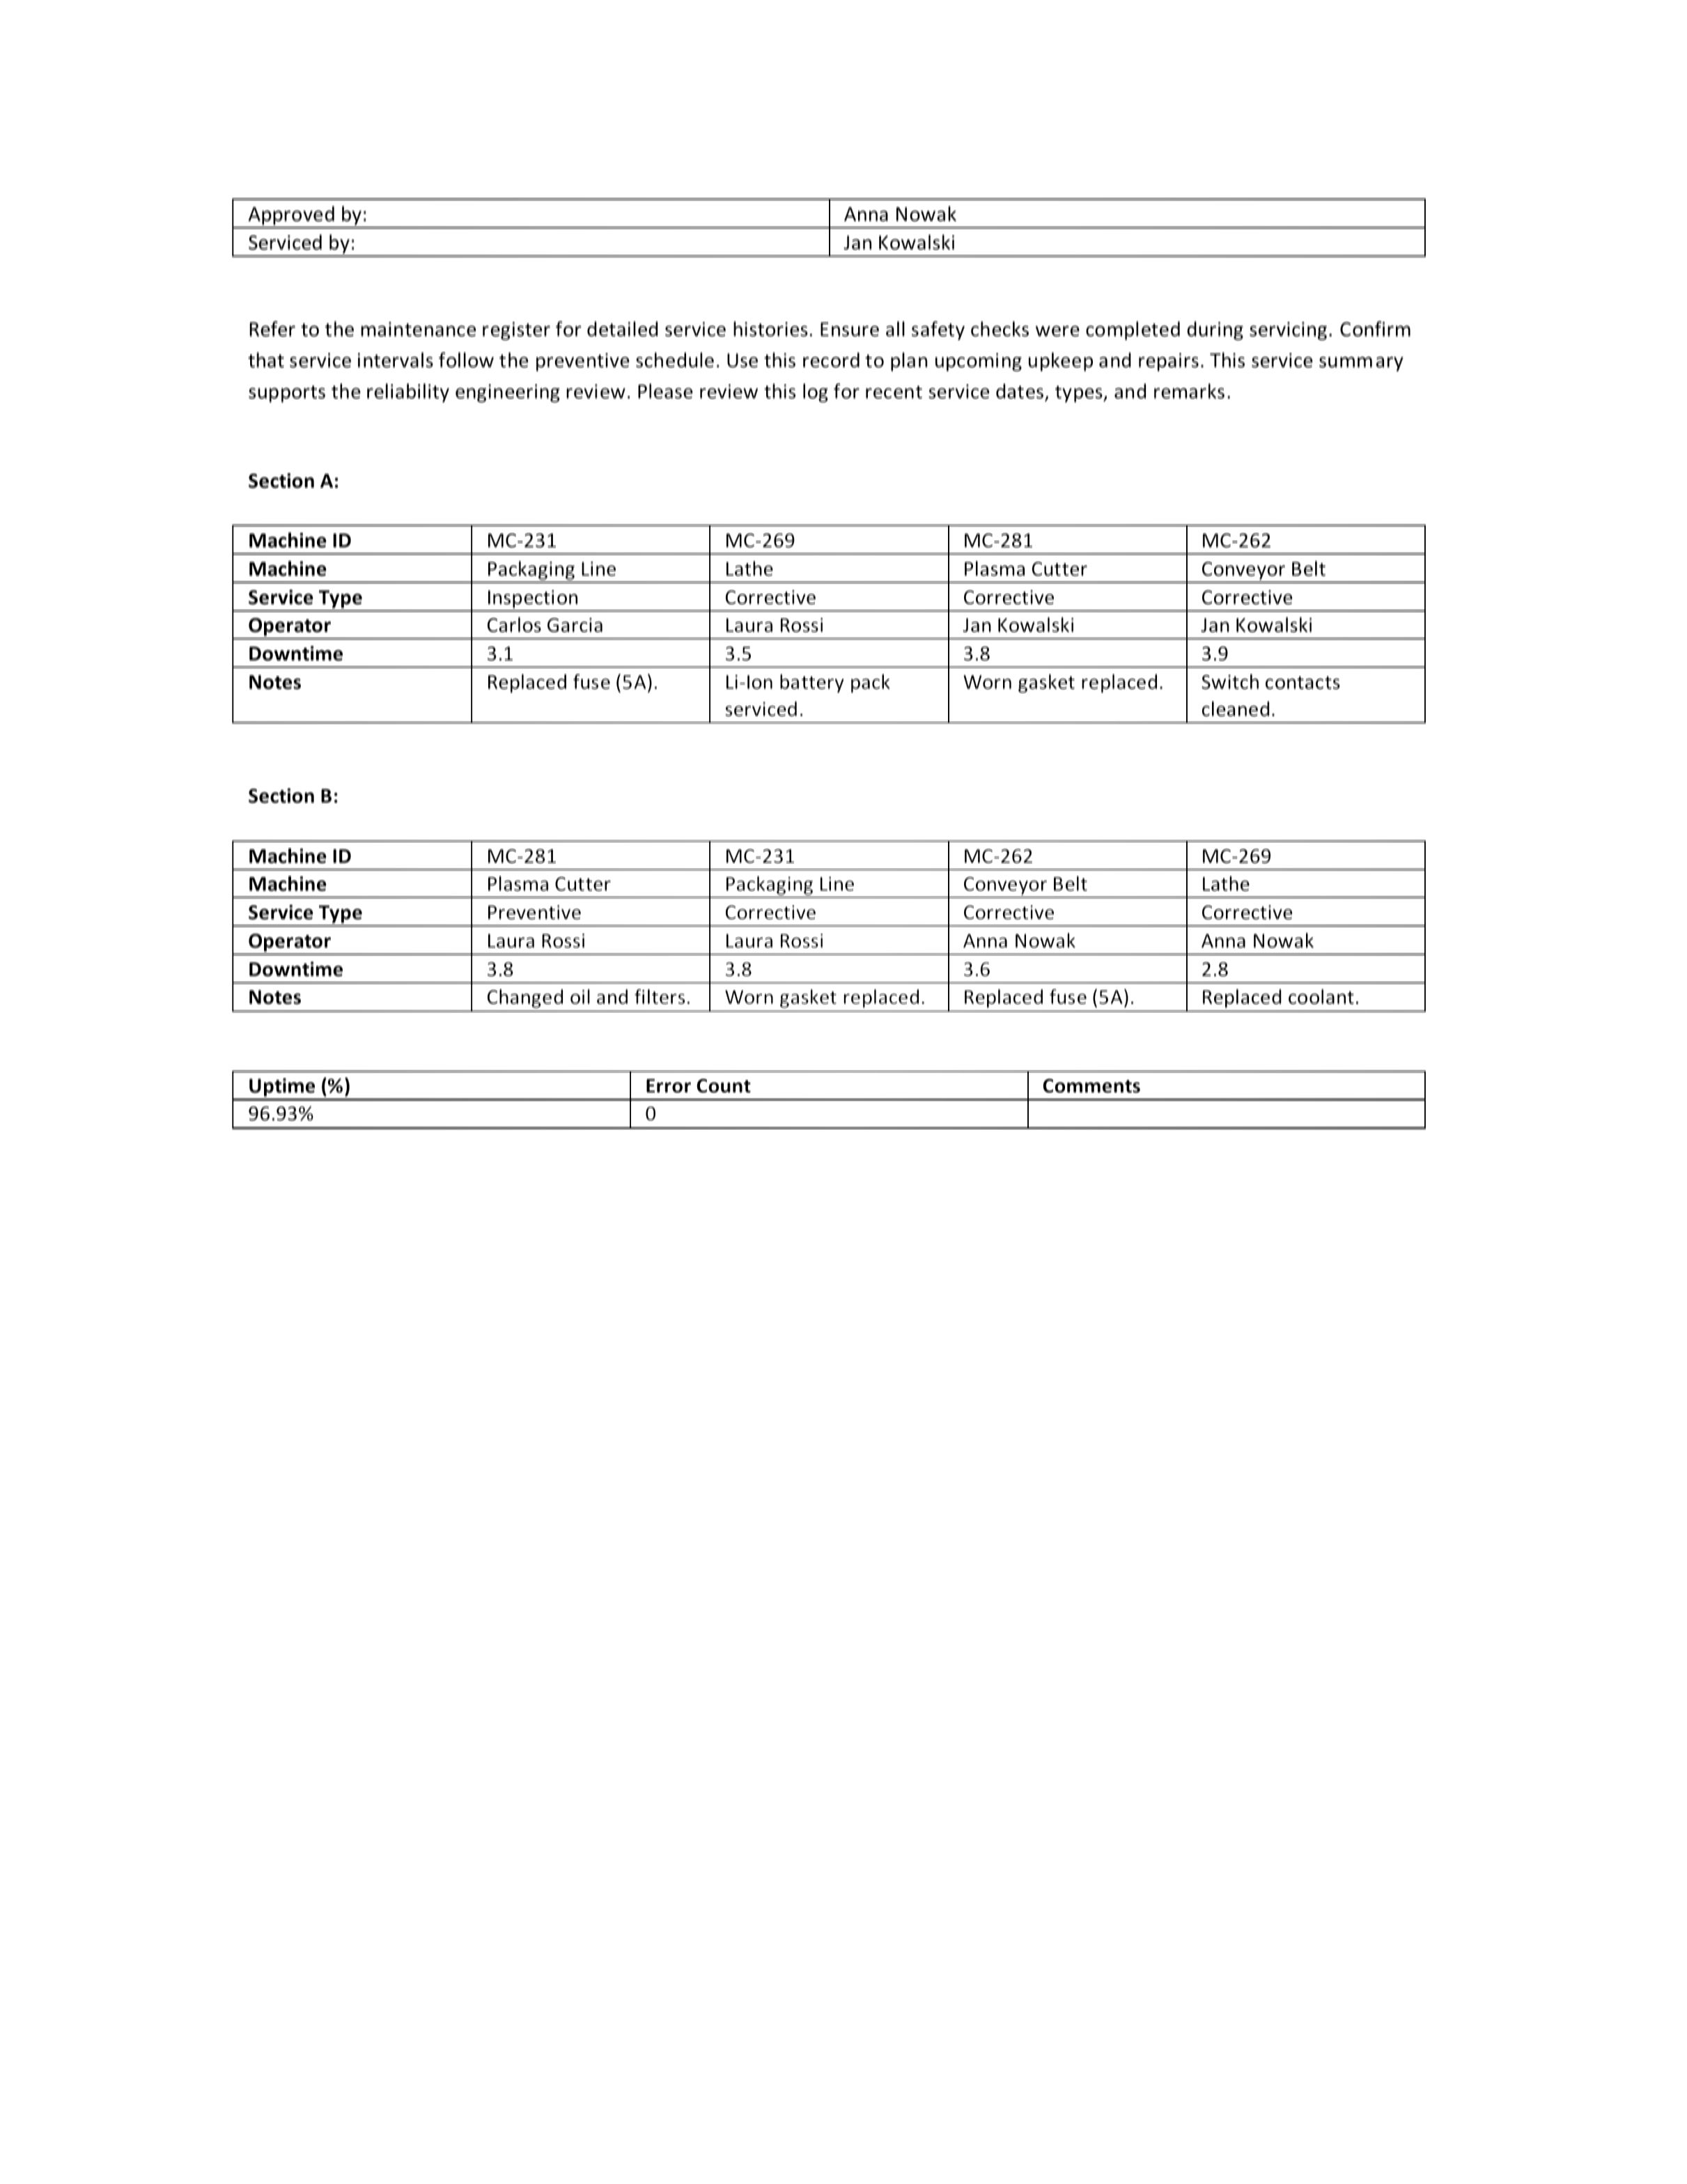 Approved by: Anna Nowak
Serviced by: Jan Kowalski
Refer to the maintenance register for detailed service histories. Ensure all safety checks were completed during servicing. Confirm
that service intervals follow the preventive schedule. Use this record to plan upcoming upkeep and repairs. This service summary
supports the reliability engineering review. Please review this log for recent service dates, types, and remarks.
Section A:
Machine ID MC-231 MC-269 MC-281 MC-262
Machine Packaging Line Lathe Plasma Cutter Conveyor Belt
Service Type Inspection Corrective Corrective Corrective
Operator Carlos Garcia Laura Rossi Jan Kowalski Jan Kowalski
Downtime 3.1 3.5 3.8 3.9
Notes Replaced fuse (5A). Li-Ion battery pack Worn gasket replaced. Switch contacts
serviced. cleaned.
Section B:
Machine ID MC-281 MC-231 MC-262 MC-269
Machine Plasma Cutter Packaging Line Conveyor Belt Lathe
Service Type Preventive Corrective Corrective Corrective
Operator Laura Rossi Laura Rossi Anna Nowak Anna Nowak
Downtime 3.8 3.8 3.6 2.8
Notes Changed oil and filters. Worn gasket replaced. Replaced fuse (5A). Replaced coolant.
Uptime (%) Error Count Comments
96.93% 0